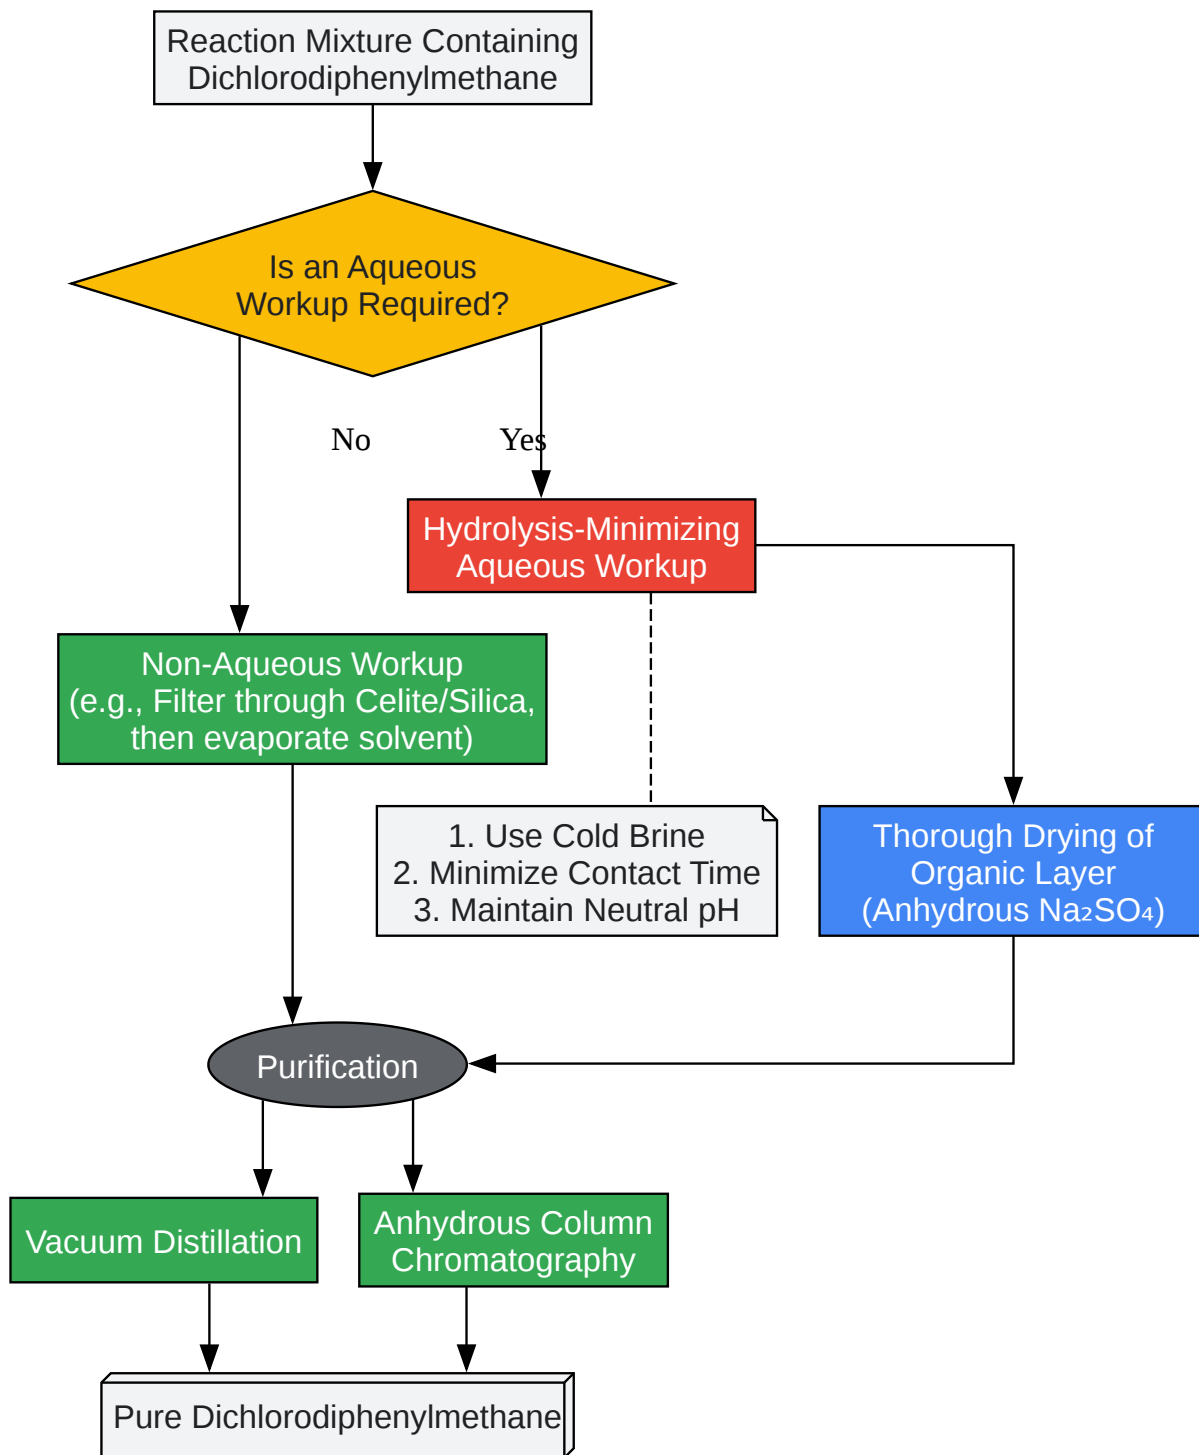 Reaction Mixture Containing
Dichlorodiphenylmethane
Is an Aqueous
Workup Required?
No
Yes
Hydrolysis-Minimizing
Aqueous Workup
Non-Aqueous Workup
(e.g., Filter through Celite/Silica,
then evaporate solvent)
1. Use Cold Brine
2. Minimize Contact Time
3. Maintain Neutral pH
Thorough Drying of
Organic Layer
(Anhydrous Na₂SO₄)
Purification
Vacuum Distillation
Anhydrous Column
Chromatography
Pure Dichlorodiphenylmethane